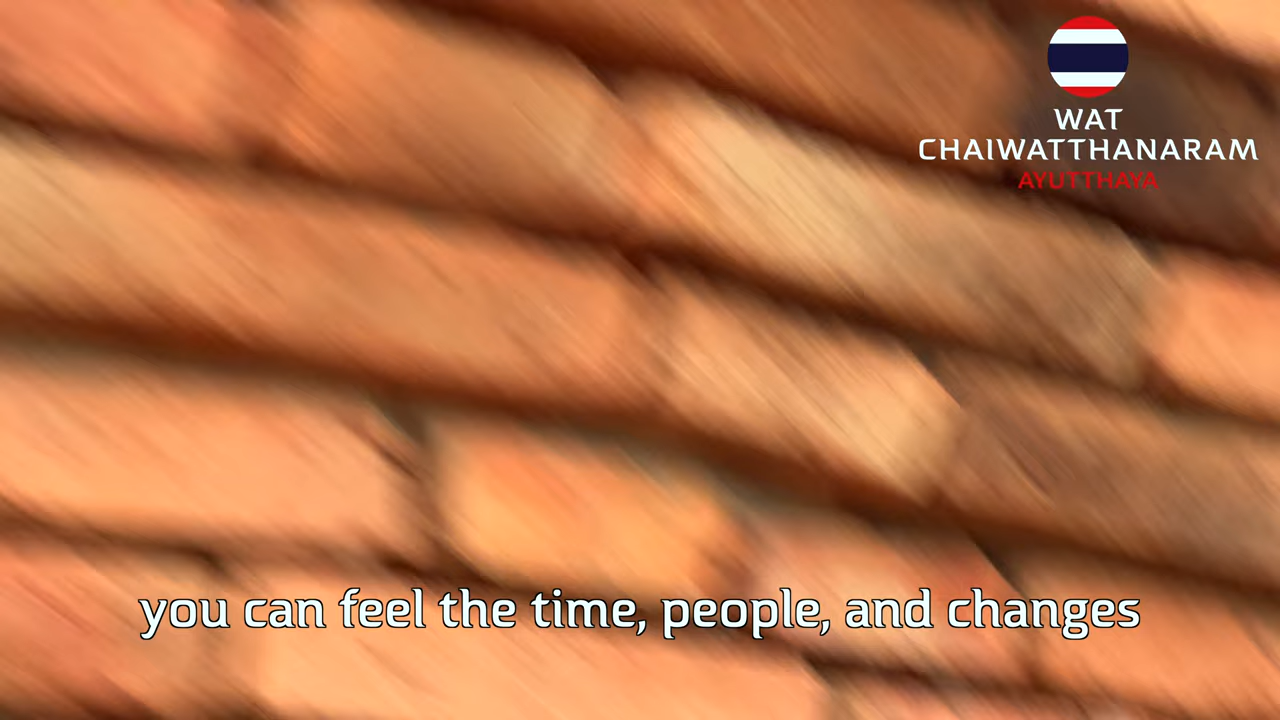 WAT
CHAIWATTHANARAM
AYUTTHAYA
you can feel the time, people, and changes